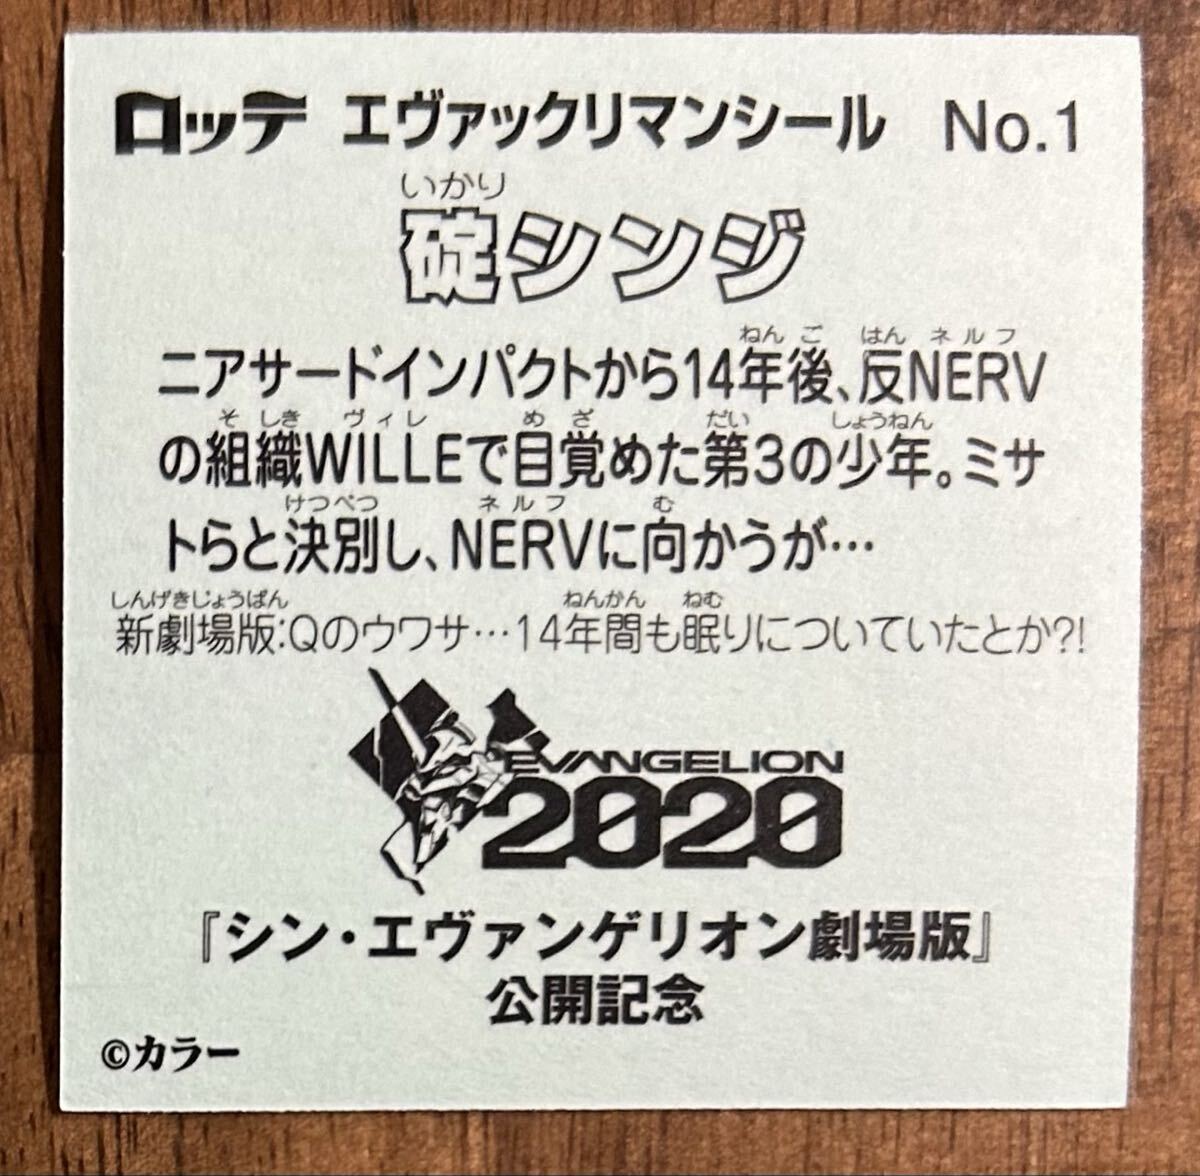 ロッテ エヴァックリマンシール No.1
いかり
碇シンジ
ねんご はん ネルフ
ニアサードインパクトから14年後、反NERV
そしき ヴィレ めざ だい しょうねん
の組織WILLEで目覚めた第3の少年。ミサ
けつべつ ネルフ む
トらと決別し、NERVに向かうが…
しんげきじょうばん ねんかん ねむ
新劇場版:Qのウワサ…14年間も眠りについていたとか?!
EVANGELION
2020
『シン・エヴァンゲリオン劇場版』
公開記念
©カラー